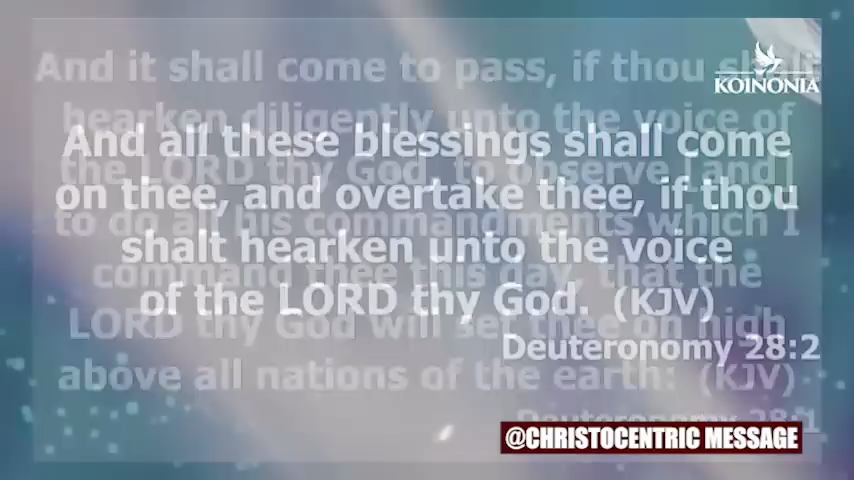 And it shall come to pass, if thou shalt
KOINONIA
hearken diligently unto the voice of
the LORD thy God, to observe [and]
to do all his commandments which I
command thee this day, that the
LORD thy God will set thee on high
above all nations of the earth: (KJV)
Deuteronomy 28:1
And all these blessings shall come
on thee, and overtake thee, if thou
shalt hearken unto the voice
of the LORD thy God. (KJV)
Deuteronomy 28:2
@CHRISTOCENTRIC MESSAGE